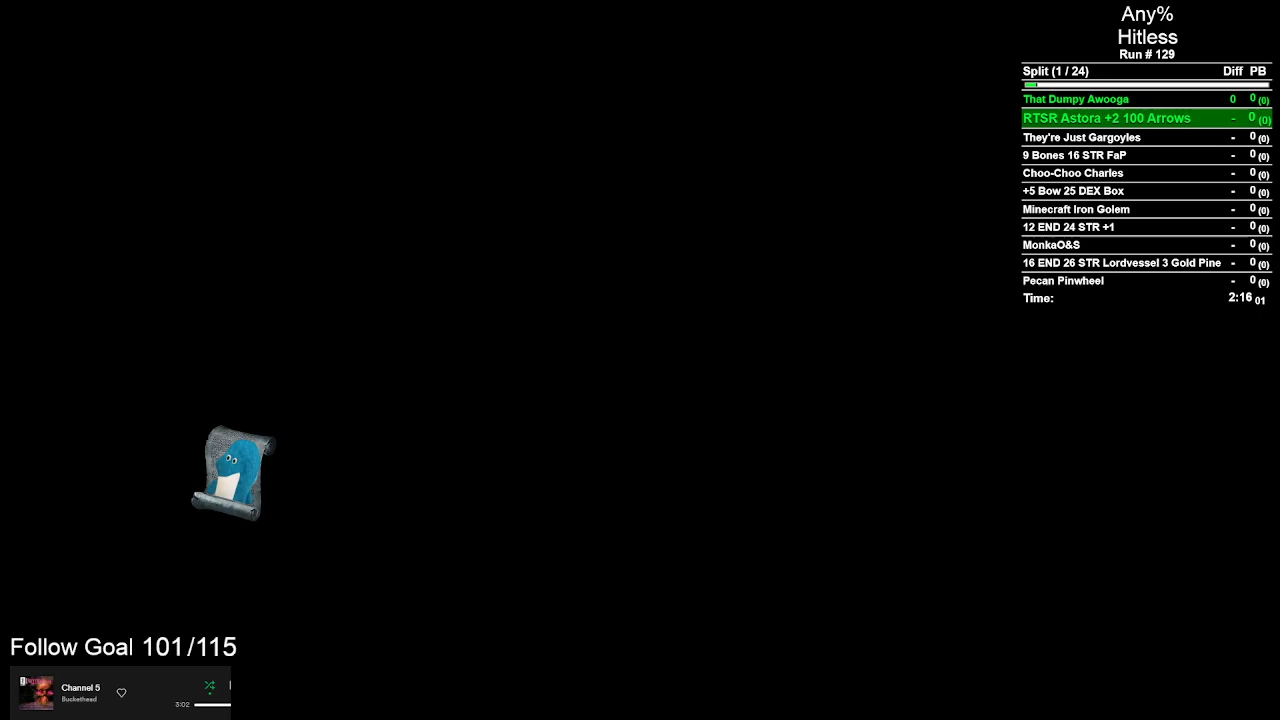 Any%
Hitless
Run # 129
Split (1 / 24) Diff PB
That Dumpy Awooga 0 0 (0)
RTSR Astora +2 100 Arrows - 0 (0)
They're Just Gargoyles - 0 (0)
9 Bones 16 STR FaP - 0 (0)
Choo-Choo Charles - 0 (0)
+5 Bow 25 DEX Box - 0 (0)
Minecraft Iron Golem - 0 (0)
12 END 24 STR +1 - 0 (0)
MonkaO&S - 0 (0)
16 END 26 STR Lordvessel 3 Gold Pine - 0 (0)
Pecan Pinwheel - 0 (0)
Time: 2:16 01
Follow Goal 101/115
Channel 5
Buckethead
3:02